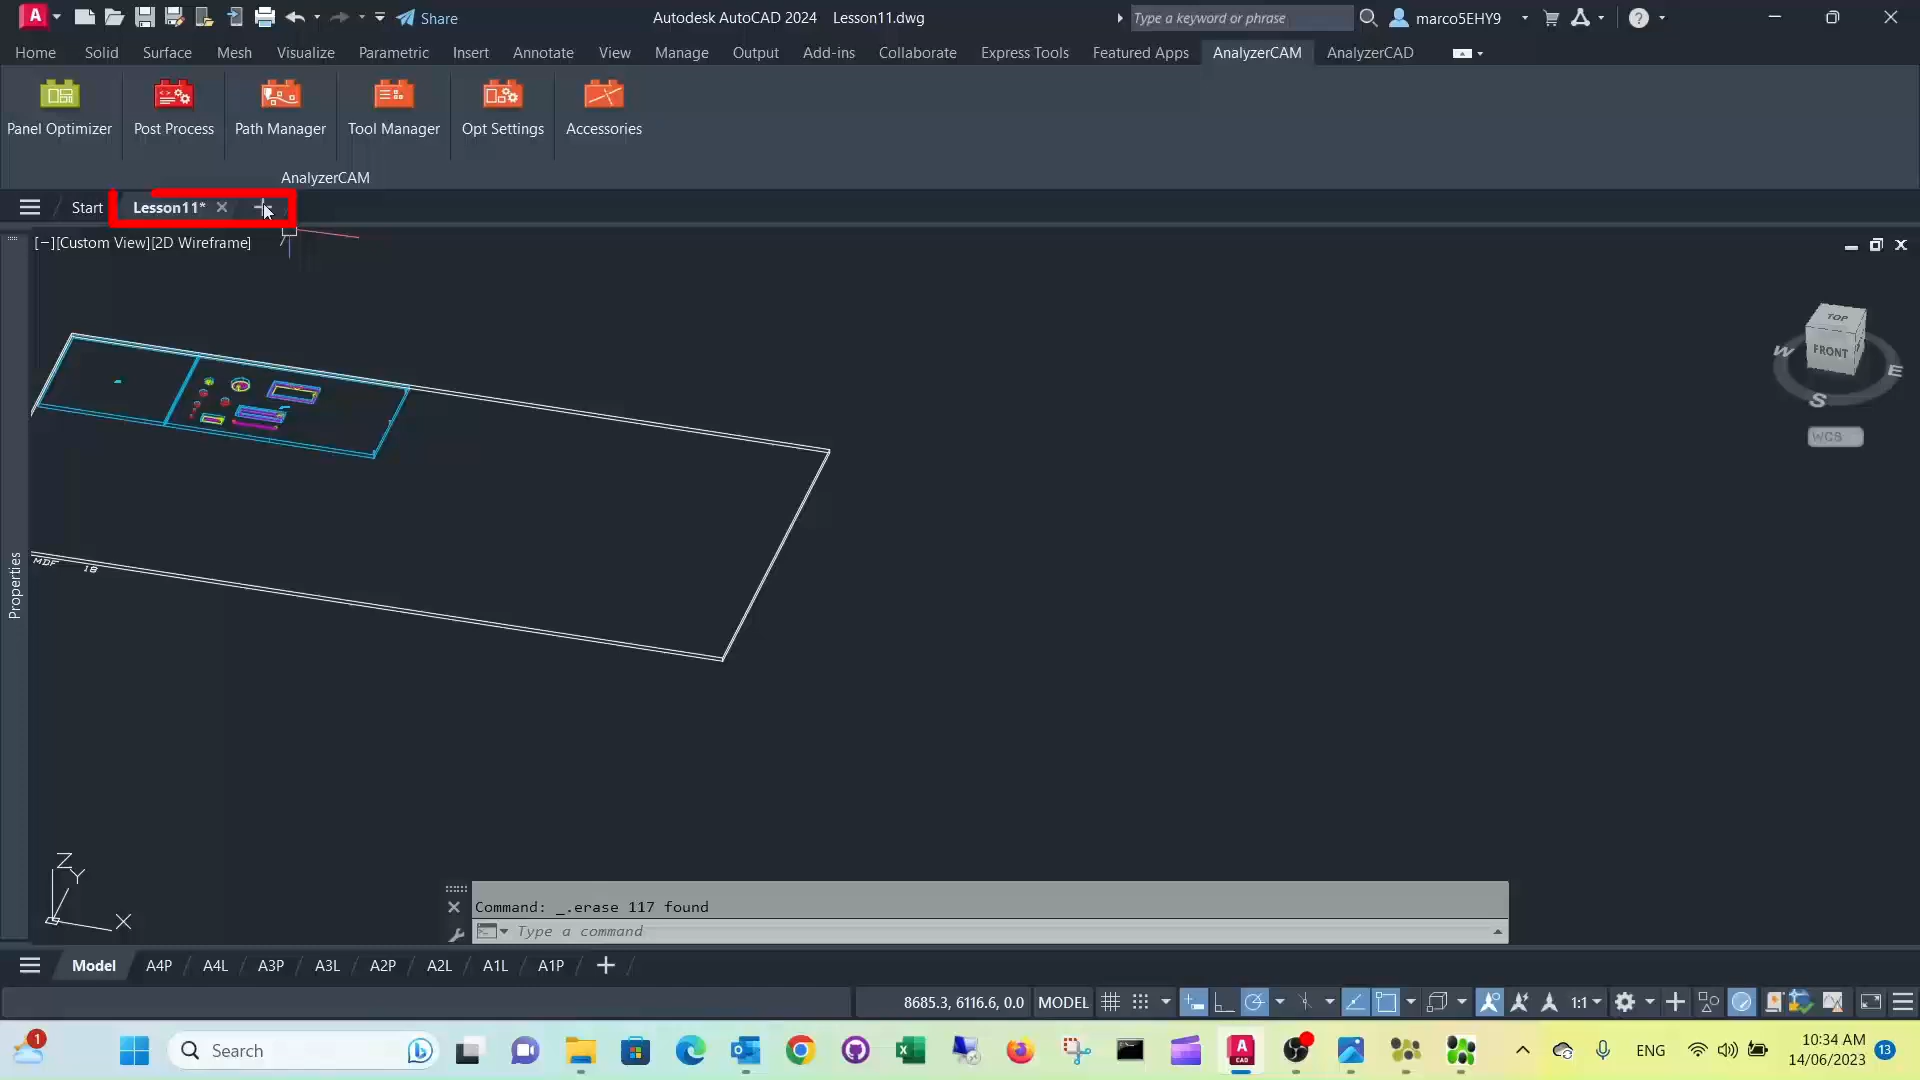 Share
Autodesk AutoCAD 2024 Lesson11.dwg
Type a keyword or phrase
marco5EHY9
Home Solid Surface Mesh Visualize Parametric Insert Annotate View Manage Output Add-ins Collaborate Express Tools Featured Apps AnalyzerCAM AnalyzerCAD
Panel Optimizer Post Process Path Manager Tool Manager Opt Settings Accessories
AnalyzerCAM
Start Lesson11*
[−][Custom View][2D Wireframe]
TOP
FRONT
W
E
S
WCS
MDF 18
Properties
Z
Y
X
Command: _.erase 117 found
Type a command
Model A4P A4L A3P A3L A2P A2L A1L A1P
8685.3, 6116.6, 0.0 MODEL 1:1
1
Search
A
CAD
ENG
10:34 AM
14/06/2023
13